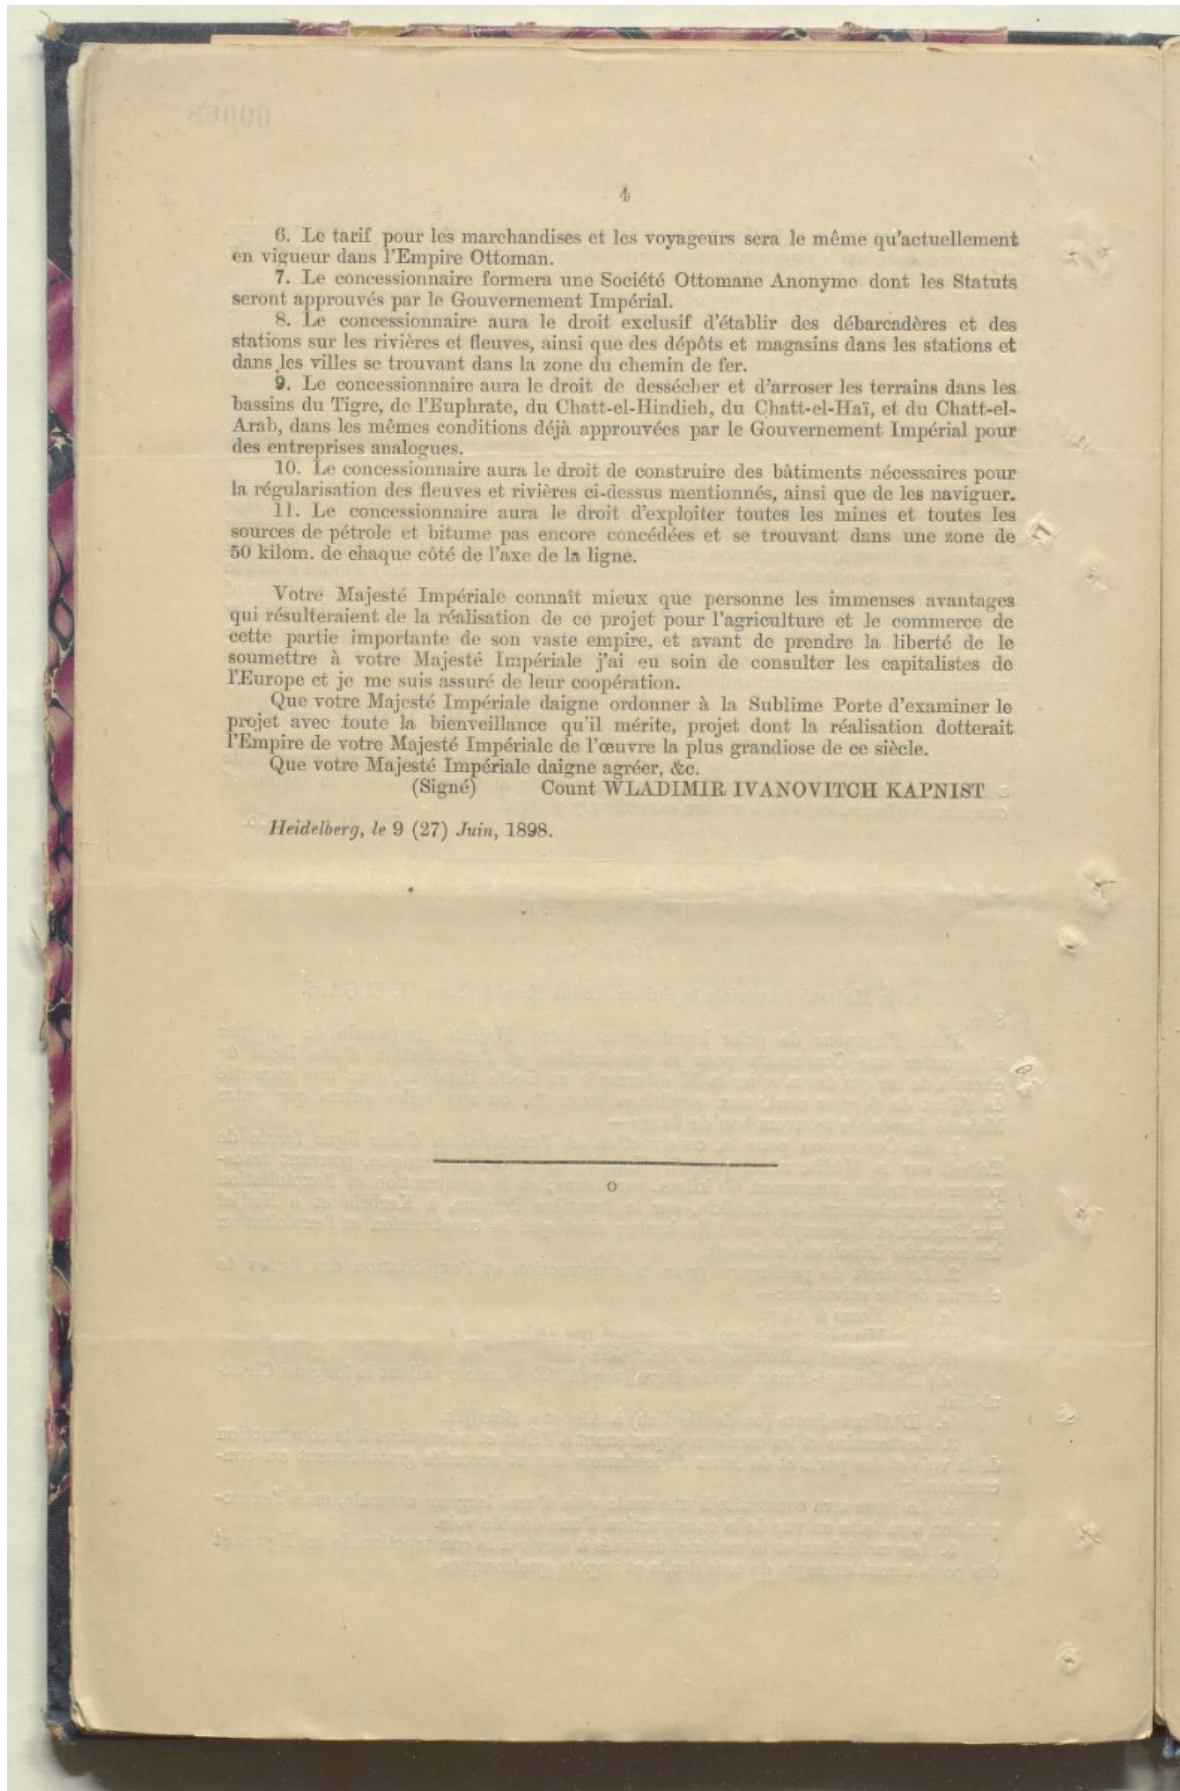 4
6. Le tarif pour les marchandises et les voyageurs sera le même qu'actuellement
en vigueur dans l'Empire Ottoman.
7. Le concessionnaire formera une Société Ottomane Anonyme dont les Statuts
seront approuvés par le Gouvernement Impérial.
8. Le concessionnaire aura le droit exclusif d'établir des débarcadères et des
stations sur les rivières et fleuves, ainsi que des dépôts et magasins dans les stations et
dans les villes se trouvant dans la zone du chemin de fer.
9. Le concessionnaire aura le droit de dessécher et d'arroser les terrains dans les
bassins du Tigre, de l'Euphrate, du Chatt-el-Hindieh, du Chatt-el-Haï, et du Chatt-el-
Arab, dans les mêmes conditions déjà approuvées par le Gouvernement Impérial pour
des entreprises analogues.
10. Le concessionnaire aura le droit de construire des bâtiments nécessaires pour
la régularisation des fleuves et rivières ci-dessus mentionnés, ainsi que de les naviguer.
11. Le concessionnaire aura le droit d'exploiter toutes les mines et toutes les
sources de pétrole et bitume pas encore concédées et se trouvant dans une zone de
50 kilom. de chaque côté de l'axe de la ligne.
Votre Majesté Impériale connaît mieux que personne les immenses avantages
qui résulteraient de la réalisation de ce projet pour l'agriculture et le commerce de
cette partie importante de son vaste empire, et avant de prendre la liberté de le
soumettre à votre Majesté Impériale j'ai eu soin de consulter les capitalistes de
l'Europe et je me suis assuré de leur coopération.
Que votre Majesté Impériale daigne ordonner à la Sublime Porte d'examiner le
projet avec toute la bienveillance qu'il mérite, projet dont la réalisation dotterait
l'Empire de votre Majesté Impériale de l'œuvre la plus grandiose de ce siècle.
Que votre Majesté Impériale daigne agréer, &c.
(Signé) Count WLADIMIR IVANOVITCH KAPNIST
Heidelberg, le 9 (27) Juin, 1898.
O